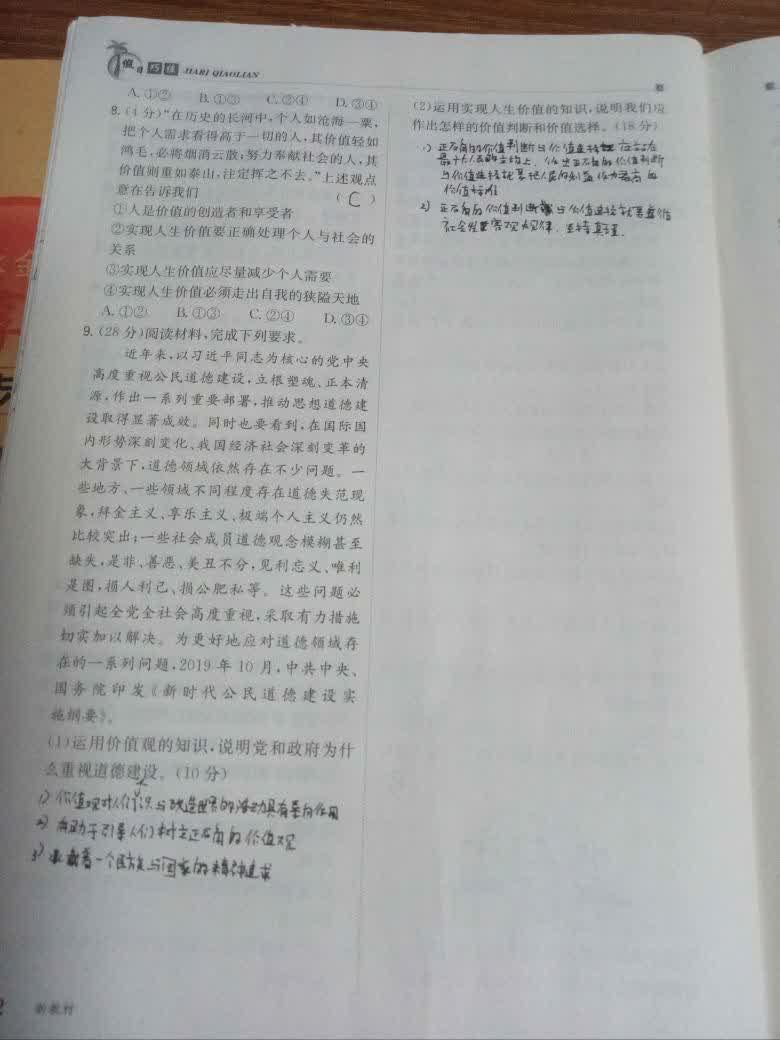 假日 巧练 JIARI QIAOLIAN
A.①② B.①③ C.②④ D.③④
8.(4分)“在历史的长河中,个人如沧海一粟,
把个人需求看得高于一切的人,其价值轻如
鸿毛,必将烟消云散;努力奉献社会的人,其
价值则重如泰山,注定挥之不去。”上述观点
意在告诉我们 ( C )
①人是价值的创造者和享受者
②实现人生价值要正确处理个人与社会的
关系
③实现人生价值应尽量减少个人需要
④实现人生价值必须走出自我的狭隘天地
A.①② B.①③ C.②④ D.③④
9.(28分)阅读材料,完成下列要求。
近年来,以习近平同志为核心的党中央
高度重视公民道德建设,立根塑魂、正本清
源,作出一系列重要部署,推动思想道德建
设取得显著成效。同时也要看到,在国际国
内形势深刻变化、我国经济社会深刻变革的
大背景下,道德领域依然存在不少问题。一
些地方、一些领域不同程度存在道德失范现
象,拜金主义、享乐主义、极端个人主义仍然
比较突出;一些社会成员道德观念模糊甚至
缺失,是非、善恶、美丑不分,见利忘义、唯利
是图,损人利己、损公肥私等。这些问题必
须引起全党全社会高度重视,采取有力措施
切实加以解决。为更好地应对道德领域存
在的一系列问题,2019年10月,中共中央、
国务院印发《新时代公民道德建设实
施纲要》。
(1)运用价值观的知识,说明党和政府为什
么重视道德建设。(10分)
1) 价值观对人们认识与改造世界的活动具有导向作用
2) 有助于引导人们树立正确的价值观
3) 承载着一个民族与国家的精神追求
新教材
(2)运用实现人生价值的知识,说明我们应
作出怎样的价值判断和价值选择。(18分)
1) 正确的价值判断与价值选择 应站在
最广大人民的立场上,作出正确的价值判断
与价值选择就要把人民的利益作为最高的
价值标准
2) 正确的价值判断与价值选择就要遵循
社会发展客观规律,坚持真理.